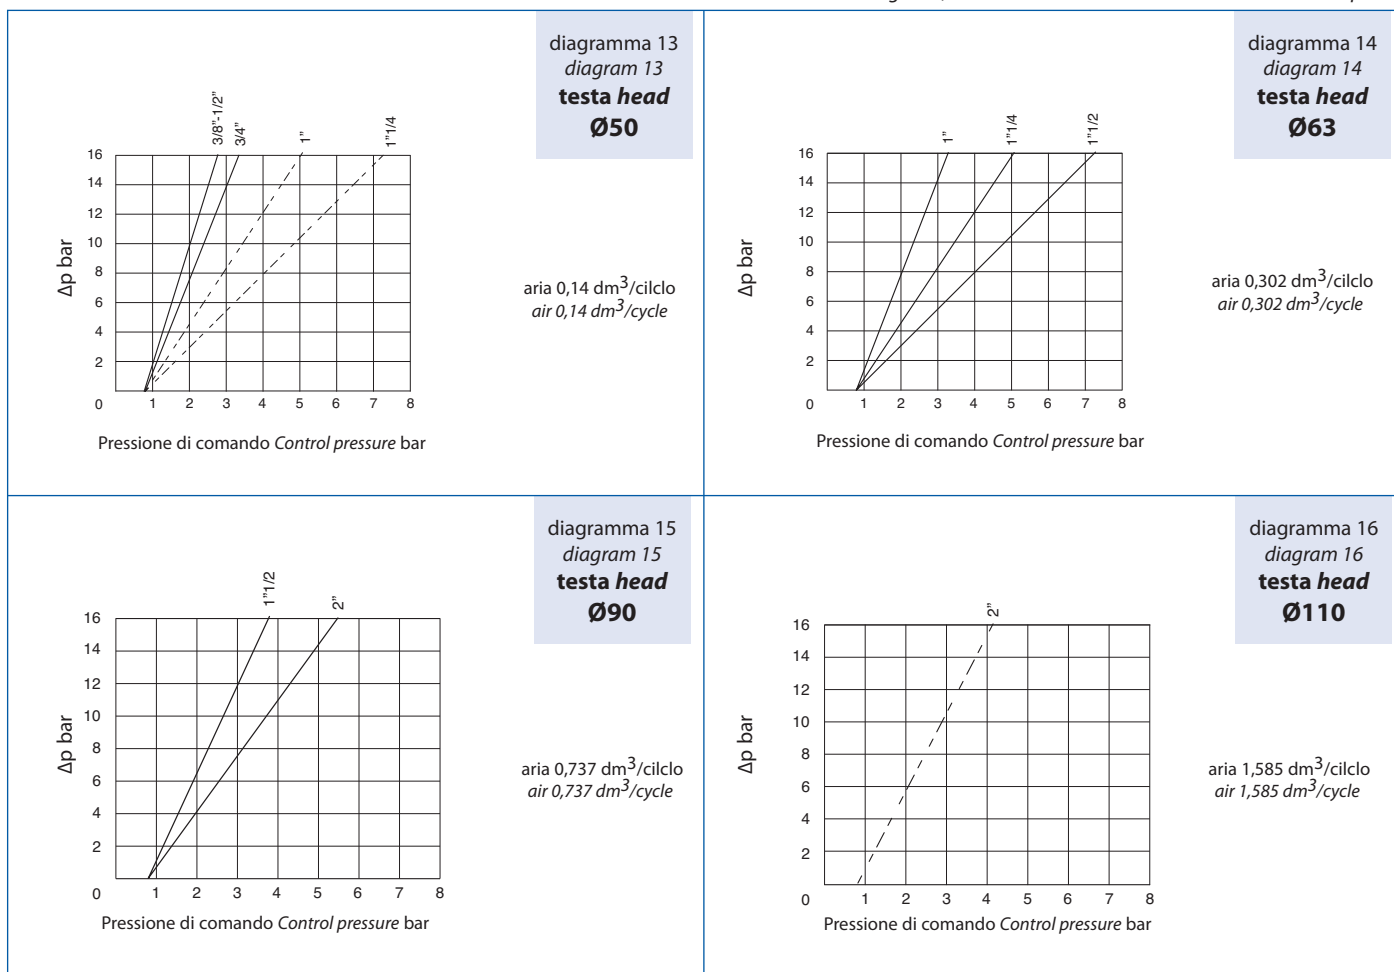 diagramma 13
diagram 13
testa head
Ø50
3/8"-1/2"
3/4"
1"
1"1/4
16
14
12
10
8
6
4
2
0
1 2 3 4 5 6 7 8
Δp bar
Pressione di comando Control pressure bar
aria 0,14 dm³/cilclo
air 0,14 dm³/cycle
diagramma 14
diagram 14
testa head
Ø63
1"
1"1/4
1"1/2
16
14
12
10
8
6
4
2
0
1 2 3 4 5 6 7 8
Δp bar
Pressione di comando Control pressure bar
aria 0,302 dm³/cilclo
air 0,302 dm³/cycle
diagramma 15
diagram 15
testa head
Ø90
1"1/2
2"
16
14
12
10
8
6
4
2
0
1 2 3 4 5 6 7 8
Δp bar
Pressione di comando Control pressure bar
aria 0,737 dm³/cilclo
air 0,737 dm³/cycle
diagramma 16
diagram 16
testa head
Ø110
2"
16
14
12
10
8
6
4
2
0
1 2 3 4 5 6 7 8
Δp bar
Pressione di comando Control pressure bar
aria 1,585 dm³/cilclo
air 1,585 dm³/cycle